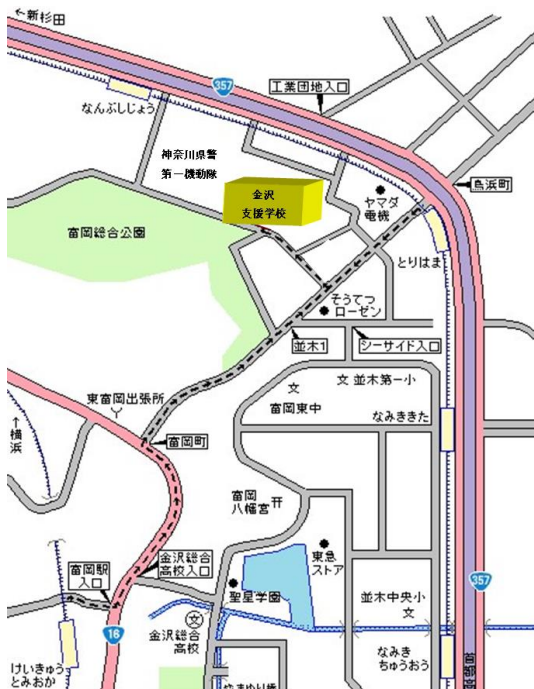 ←新杉田
357
工業団地入口
なんぶしじょう
神奈川県警
第一機動隊
鳥浜町
金沢
支援学校
ヤマダ
電機
富岡総合公園
とりはま
そうてつ
ローゼン
並木1
シーサイド入口
文 並木第一小
文
富岡東中
東富岡出張所
なみききた
↑
横
浜
富岡町
富岡
八幡宮
東急
ストア
金沢総合
高校入口
富岡駅
入口
聖星学園
357
並木中央小
文
文
金沢総合
高校
16
けいきゅう
とみおか
なみき
ちゅうおう
首都高